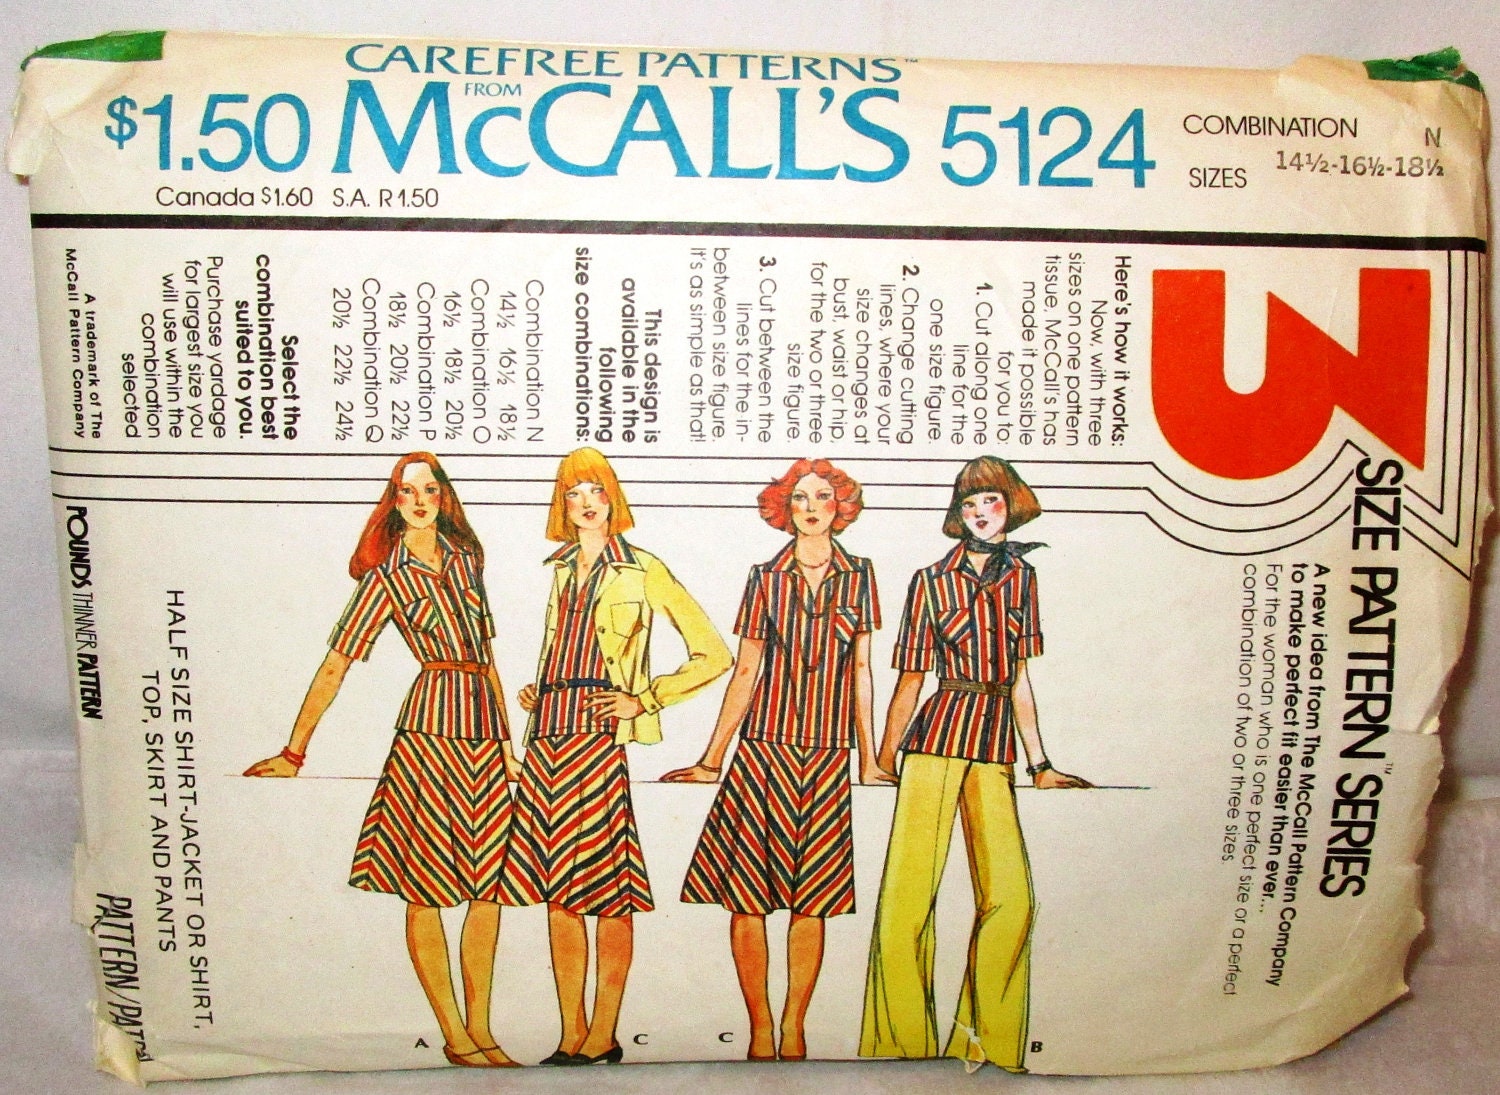 CAREFREE PATTERNS™
FROM
$1.50 McCALL'S 5124
Canada $1.60 S.A. R 1.50
COMBINATION N
SIZES 14½-16½-18½
3
SIZE PATTERN™ SERIES
A new idea from The McCall Pattern Company
to make perfect fit easier than ever...
For the woman who is one perfect size or a perfect
combination of two or three sizes.
Here's how it works:
Now, with three
sizes on one pattern
tissue, McCall's has
made it possible
for you to:
1. Cut along one
line for the
one size figure.
2. Change cutting
lines, where your
size changes at
bust, waist or hip,
for the two or three
size figure.
3. Cut between the
lines for the in-
between size figure.
It's as simple as that!
This design is
available in the
following
size combinations:
Combination N
14½ 16½ 18½
Combination O
16½ 18½ 20½
Combination P
18½ 20½ 22½
Combination Q
20½ 22½ 24½
Select the
combination best
suited to you.
Purchase yardage
for largest size you
will use within the
combination
selected
A trademark of The
McCall Pattern Company
POUNDS THINNER PATTERN
HALF SIZE SHIRT-JACKET OR SHIRT,
TOP, SKIRT AND PANTS
A
C
C
B